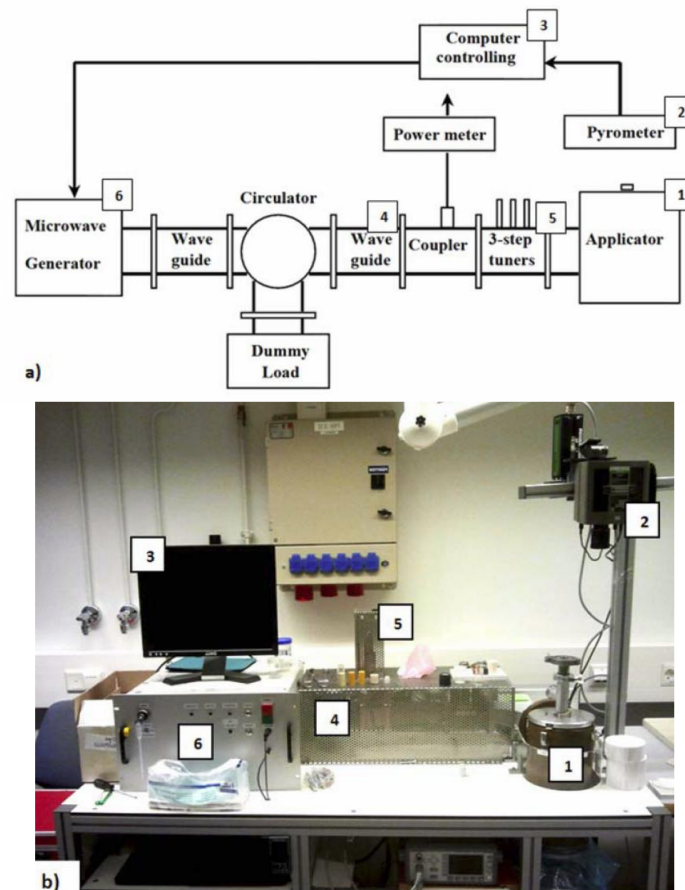 Computer
controlling
3
Power meter
Pyrometer
2
6
Microwave
Generator
Wave
guide
Circulator
4
Wave
guide
Coupler
3-step
tuners
5
1
Applicator
Dummy
Load
a)
3
2
5
4
6
1
b)